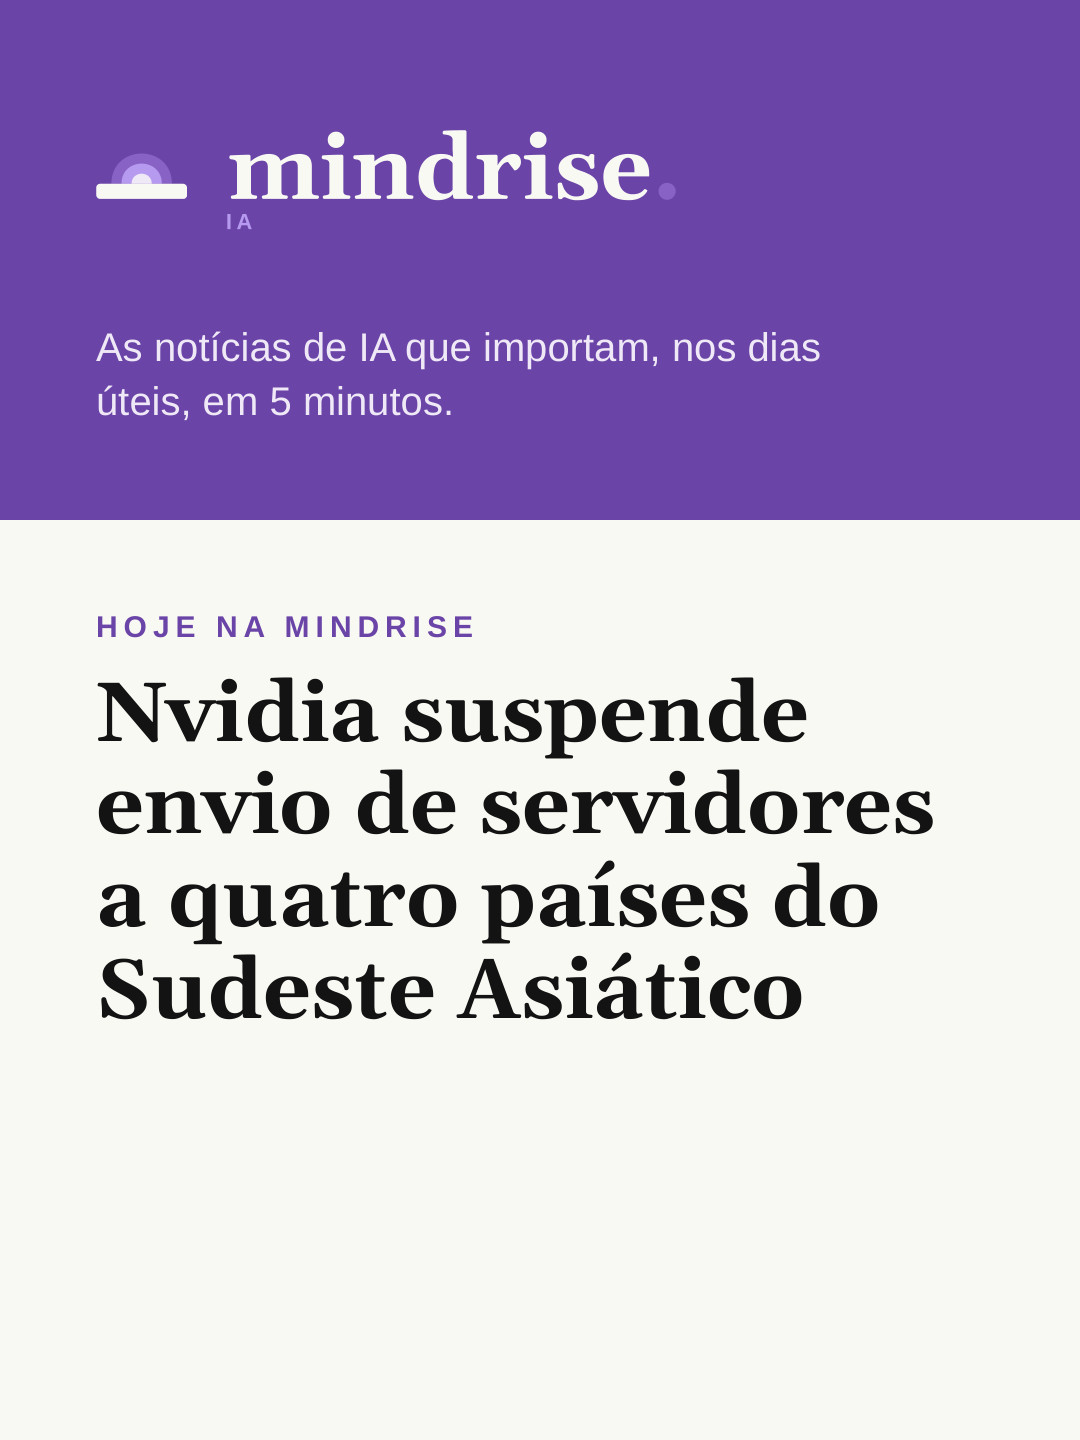 mindrise.
IA
As notícias de IA que importam, nos dias
úteis, em 5 minutos.
HOJE NA MINDRISE
Nvidia suspende
envio de servidores
a quatro países do
Sudeste Asiático